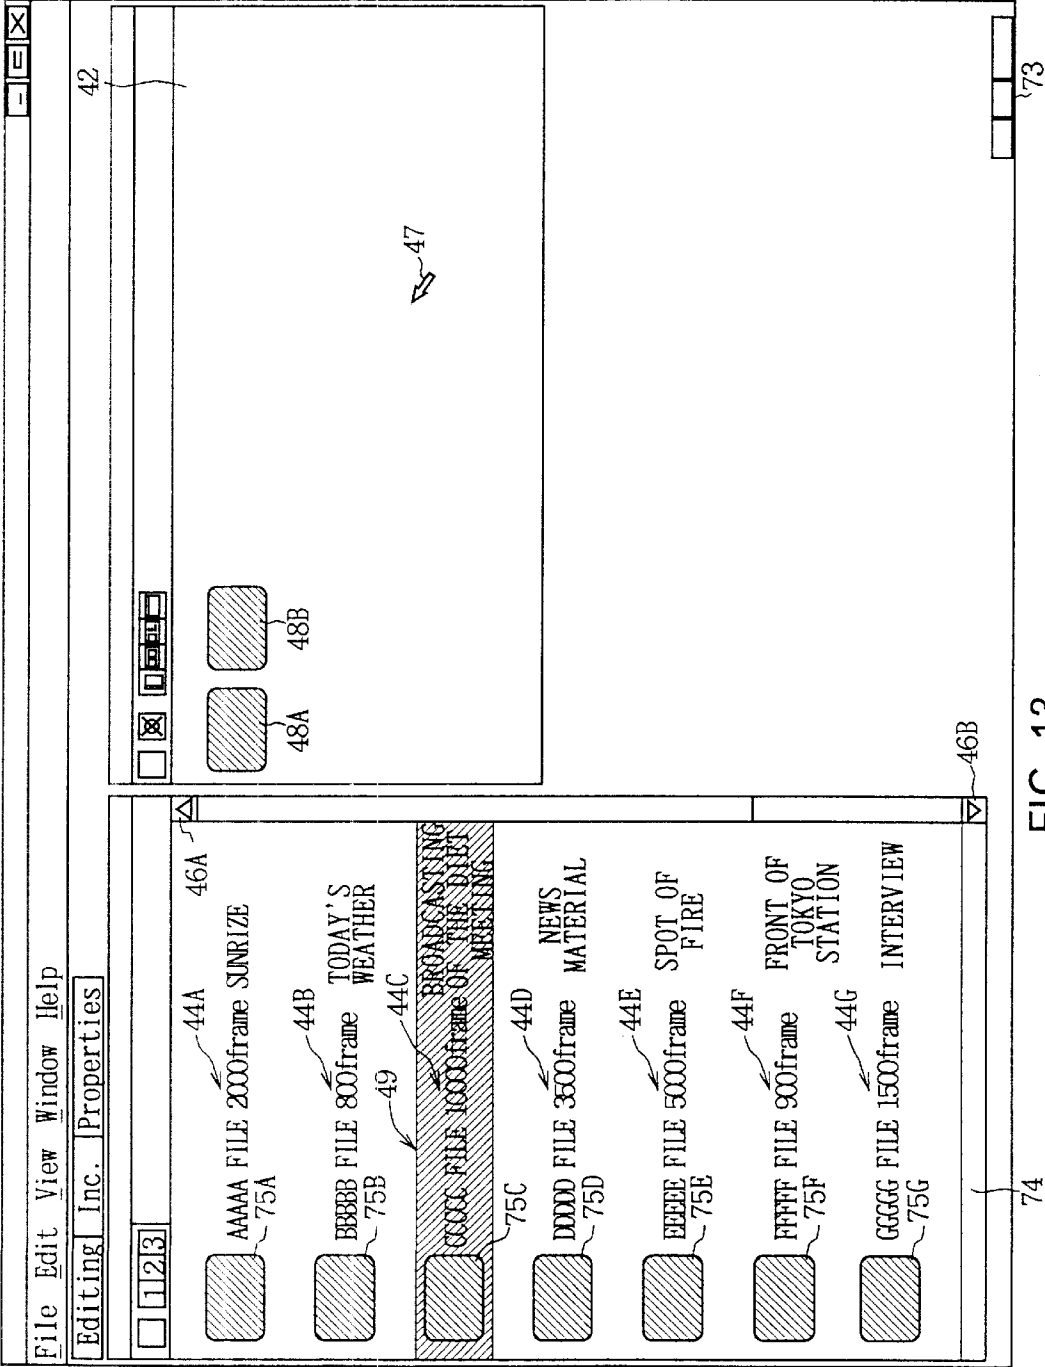 File Edit View Window Help
Editing Inc. Properties
1 2 3
42
46A
44A
AAAAA FILE 2000frame SUNRIZE
75A
48A
48B
44B
BBBBB FILE 800frame TODAY'S
WEATHER
75B
49
44C
BROADCASTING
CCCCC FILE 10000frame OF THE DIET
MEETING
75C
47
44D
DDDDD FILE 3500frame NEWS
MATERIAL
75D
44E
EEEEE FILE 5000frame SPOT OF
FIRE
75E
44F
FFFFF FILE 900frame FRONT OF
TOKYO
STATION
75F
44G
GGGGG FILE 1500frame INTERVIEW
75G
46B
74
73